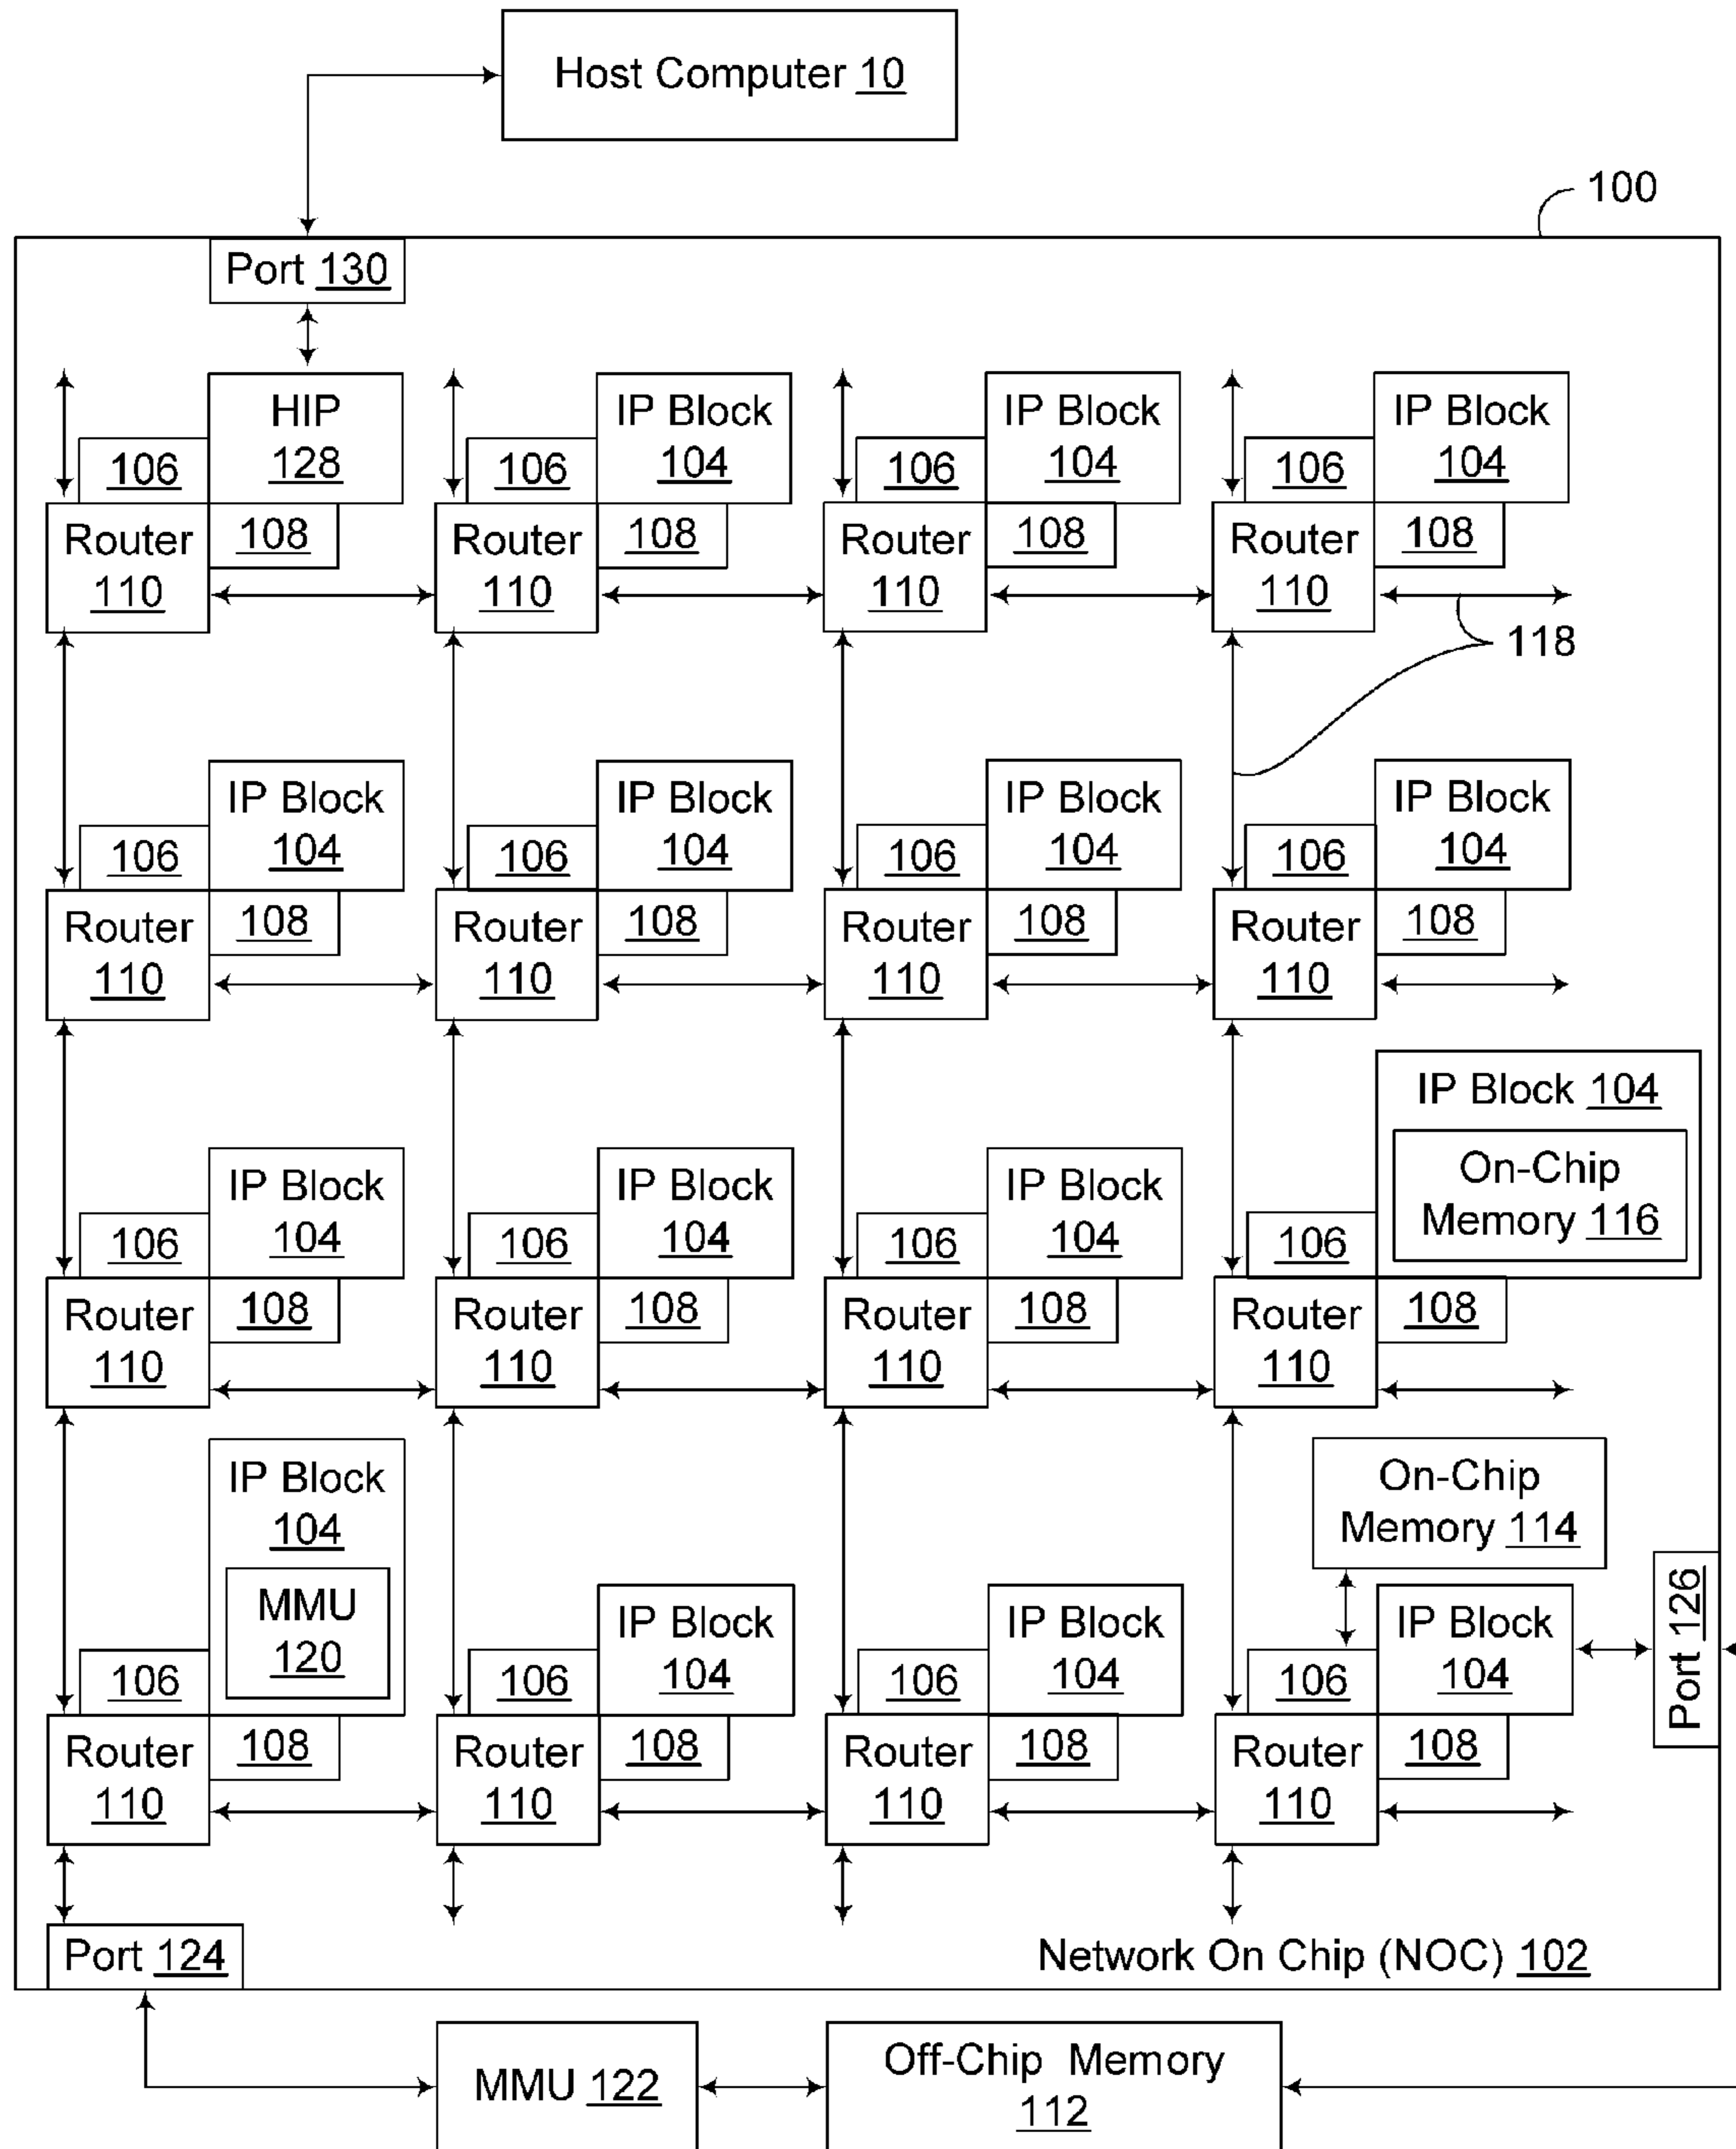 Host Computer 10
100
Port 130
HIP
128
IP Block
104
IP Block
104
IP Block
104
106
106
106
106
Router
110
108
Router
110
108
Router
110
108
Router
110
108
118
IP Block
104
IP Block
104
IP Block
104
IP Block
104
106
106
106
106
Router
110
108
Router
110
108
Router
110
108
Router
110
108
IP Block 104
On-Chip
Memory 116
IP Block
104
IP Block
104
IP Block
104
106
106
106
106
Router
110
108
Router
110
108
Router
110
108
Router
110
108
IP Block
104
MMU
120
On-Chip
Memory 114
IP Block
104
IP Block
104
IP Block
104
Port 126
106
106
106
106
Router
110
108
Router
110
108
Router
110
108
Router
110
108
Port 124
Network On Chip (NOC) 102
MMU 122
Off-Chip Memory
112